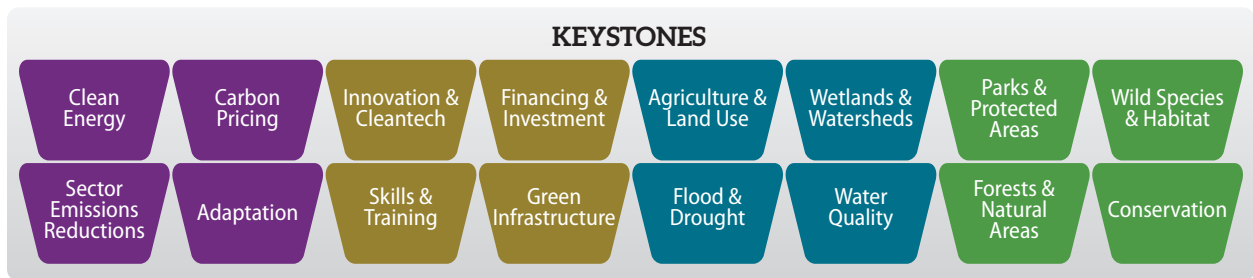 KEYSTONES
Clean
Energy
Carbon
Pricing
Innovation &
Cleantech
Financing &
Investment
Agriculture &
Land Use
Wetlands &
Watersheds
Parks &
Protected
Areas
Wild Species
& Habitat
Sector
Emissions
Reductions
Adaptation
Skills &
Training
Green
Infrastructure
Flood &
Drought
Water
Quality
Forests &
Natural
Areas
Conservation